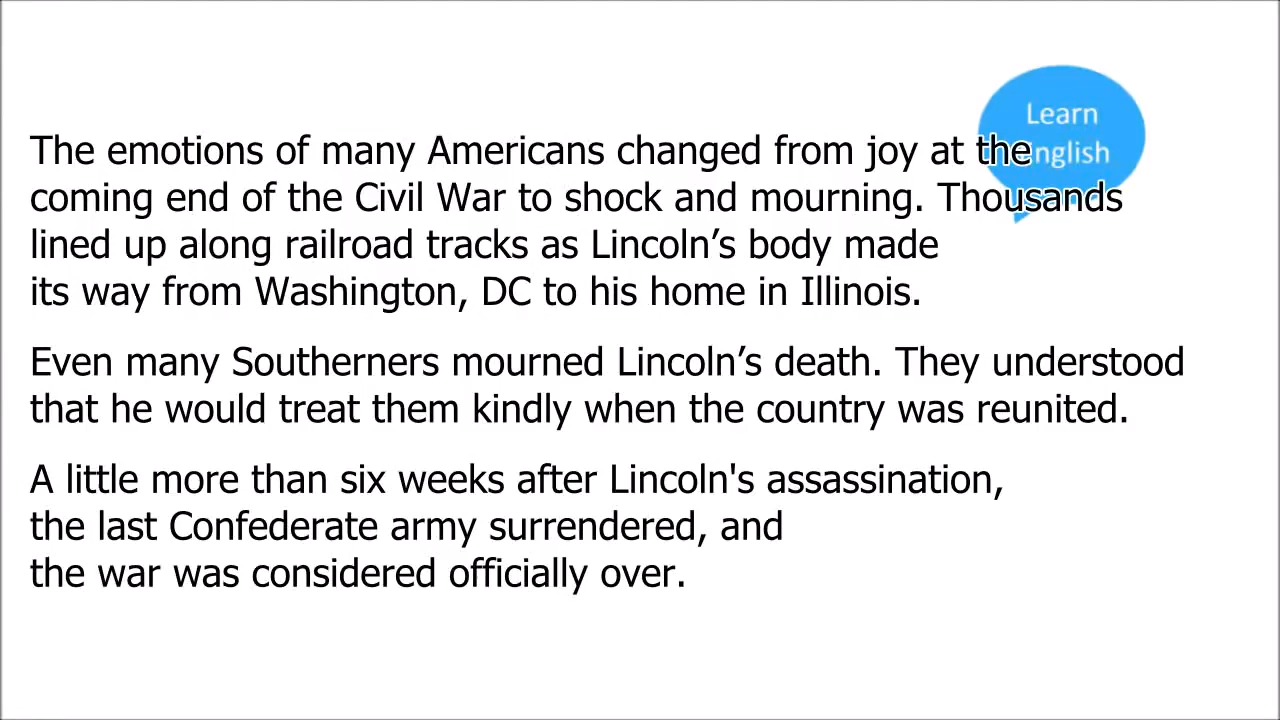 Learn
English
The emotions of many Americans changed from joy at the
coming end of the Civil War to shock and mourning. Thousands
lined up along railroad tracks as Lincoln’s body made
its way from Washington, DC to his home in Illinois.
Even many Southerners mourned Lincoln’s death. They understood
that he would treat them kindly when the country was reunited.
A little more than six weeks after Lincoln's assassination,
the last Confederate army surrendered, and
the war was considered officially over.